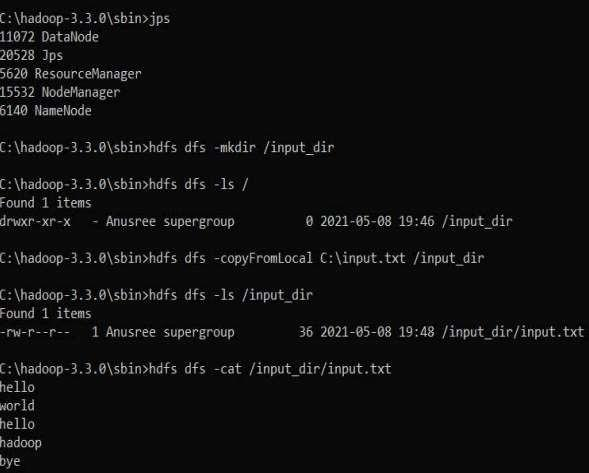 C:\hadoop-3.3.0\sbin>jps
11072 DataNode
20528 Jps
5620 ResourceManager
15532 NodeManager
6140 NameNode
C:\hadoop-3.3.0\sbin>hdfs dfs -mkdir /input_dir
C:\hadoop-3.3.0\sbin>hdfs dfs -ls /
Found 1 items
drwxr-xr-x   - Anusree supergroup          0 2021-05-08 19:46 /input_dir
C:\hadoop-3.3.0\sbin>hdfs dfs -copyFromLocal C:\input.txt /input_dir
C:\hadoop-3.3.0\sbin>hdfs dfs -ls /input_dir
Found 1 items
-rw-r--r--   1 Anusree supergroup         36 2021-05-08 19:48 /input_dir/input.txt
C:\hadoop-3.3.0\sbin>hdfs dfs -cat /input_dir/input.txt
hello
world
hello
hadoop
bye